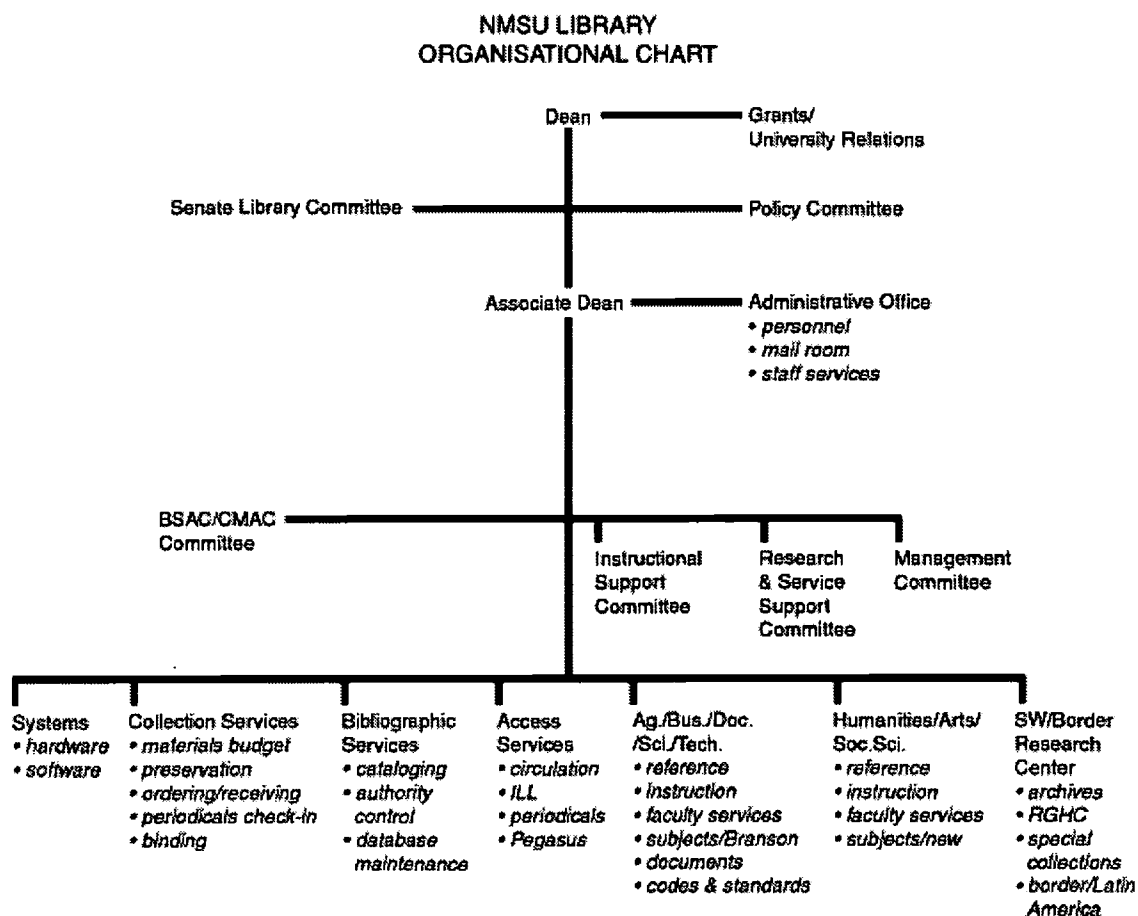 NMSU LIBRARY
ORGANISATIONAL CHART
Dean
Grants/
University Relations
Senate Library Committee
Policy Committee
Associate Dean
Administrative Office
• personnel
• mail room
• staff services
BSAC/CMAC
Committee
Instructional
Support
Committee
Research
& Service
Support
Committee
Management
Committee
Systems
• hardware
• software
Collection Services
• materials budget
• preservation
• ordering/receiving
• periodicals check-in
• binding
Bibliographic
Services
• cataloging
• authority
control
• database
maintenance
Access
Services
• circulation
• ILL
• periodicals
• Pegasus
Ag./Bus./Doc.
/Sci./Tech.
• reference
• instruction
• faculty services
• subjects/Branson
• documents
• codes & standards
Humanities/Arts/
Soc.Sci.
• reference
• instruction
• faculty services
• subjects/new
SW/Border
Research
Center
• archives
• RGHC
• special
collections
• border/Latin
America